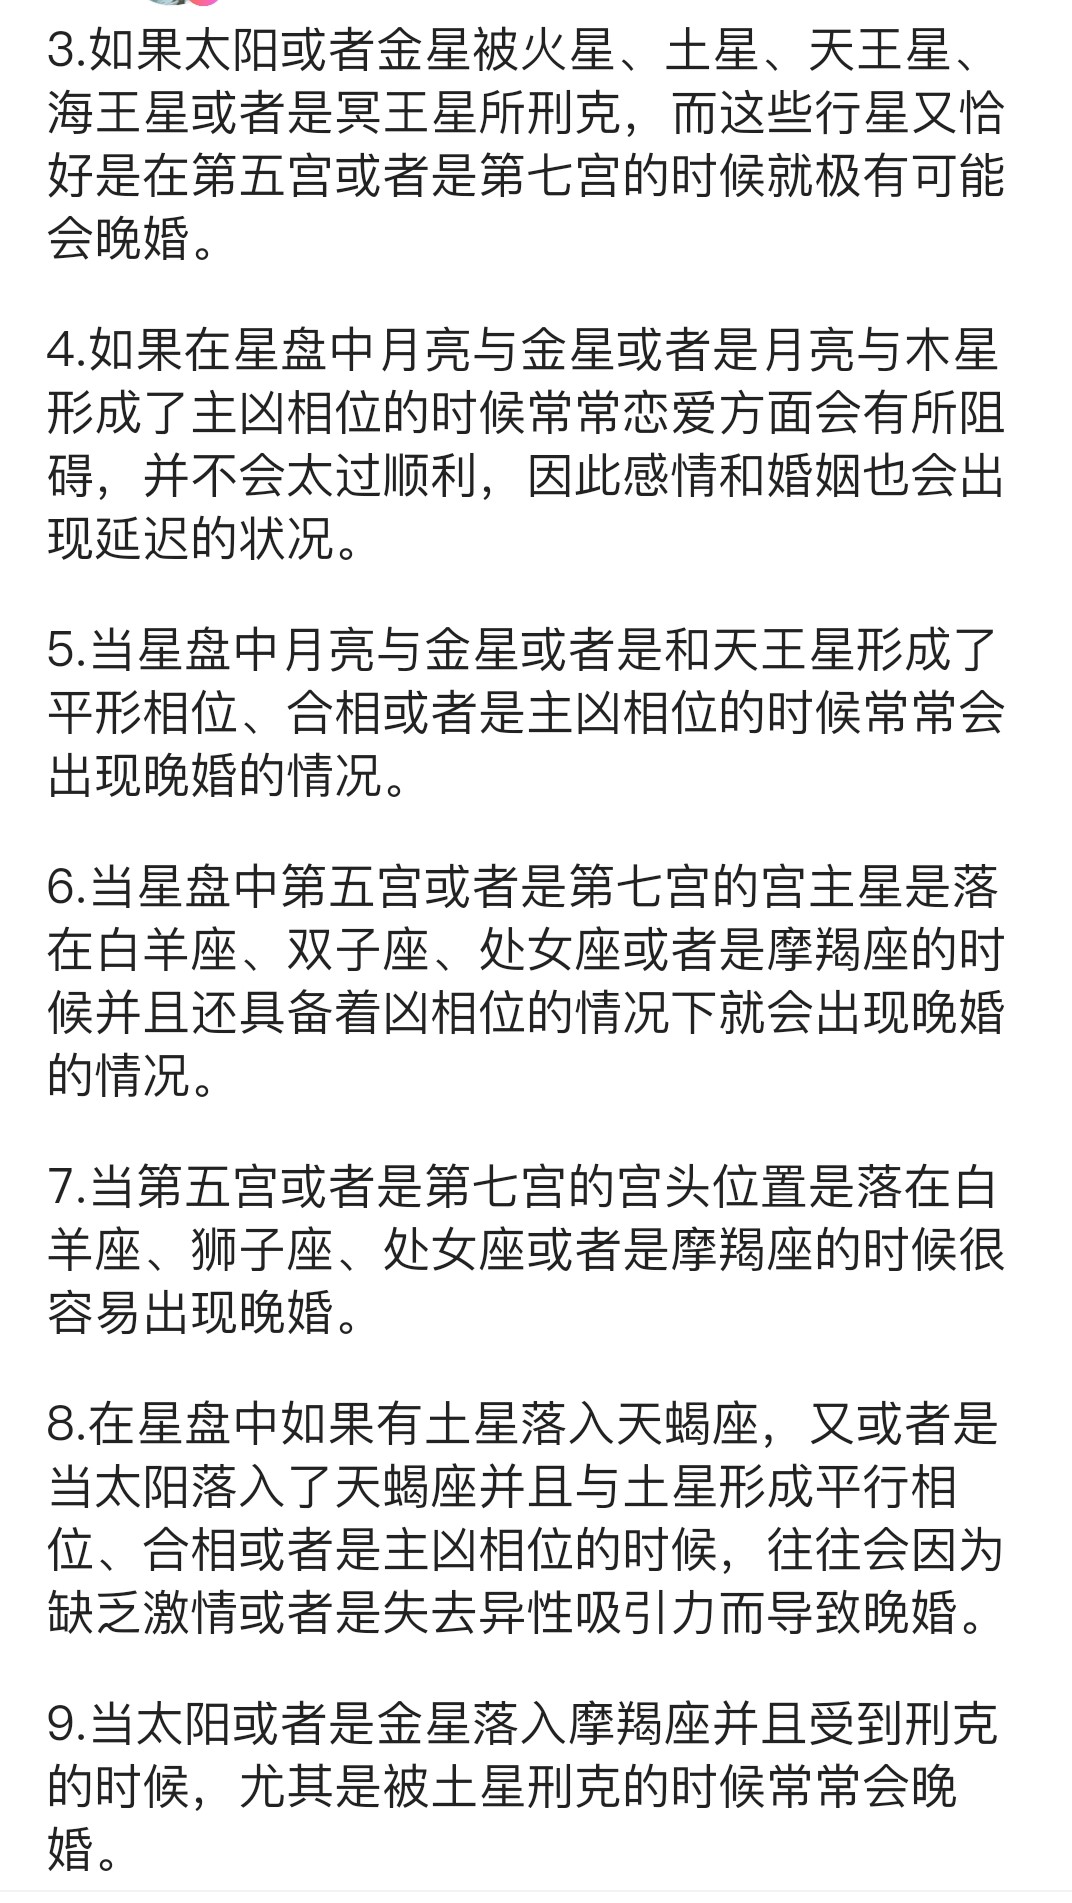 3.如果太阳或者金星被火星、土星、天王星、
海王星或者是冥王星所刑克，而这些行星又恰
好是在第五宫或者是第七宫的时候就极有可能
会晚婚。
4.如果在星盘中月亮与金星或者是月亮与木星
形成了主凶相位的时候常常恋爱方面会有所阻
碍，并不会太过顺利，因此感情和婚姻也会出
现延迟的状况。
5.当星盘中月亮与金星或者是和天王星形成了
平形相位、合相或者是主凶相位的时候常常会
出现晚婚的情况。
6.当星盘中第五宫或者是第七宫的宫主星是落
在白羊座、双子座、处女座或者是摩羯座的时
候并且还具备着凶相位的情况下就会出现晚婚
的情况。
7.当第五宫或者是第七宫的宫头位置是落在白
羊座、狮子座、处女座或者是摩羯座的时候很
容易出现晚婚。
8.在星盘中如果有土星落入天蝎座，又或者是
当太阳落入了天蝎座并且与土星形成平行相
位、合相或者是主凶相位的时候，往往会因为
缺乏激情或者是失去异性吸引力而导致晚婚。
9.当太阳或者是金星落入摩羯座并且受到刑克
的时候，尤其是被土星刑克的时候常常会晚
婚。